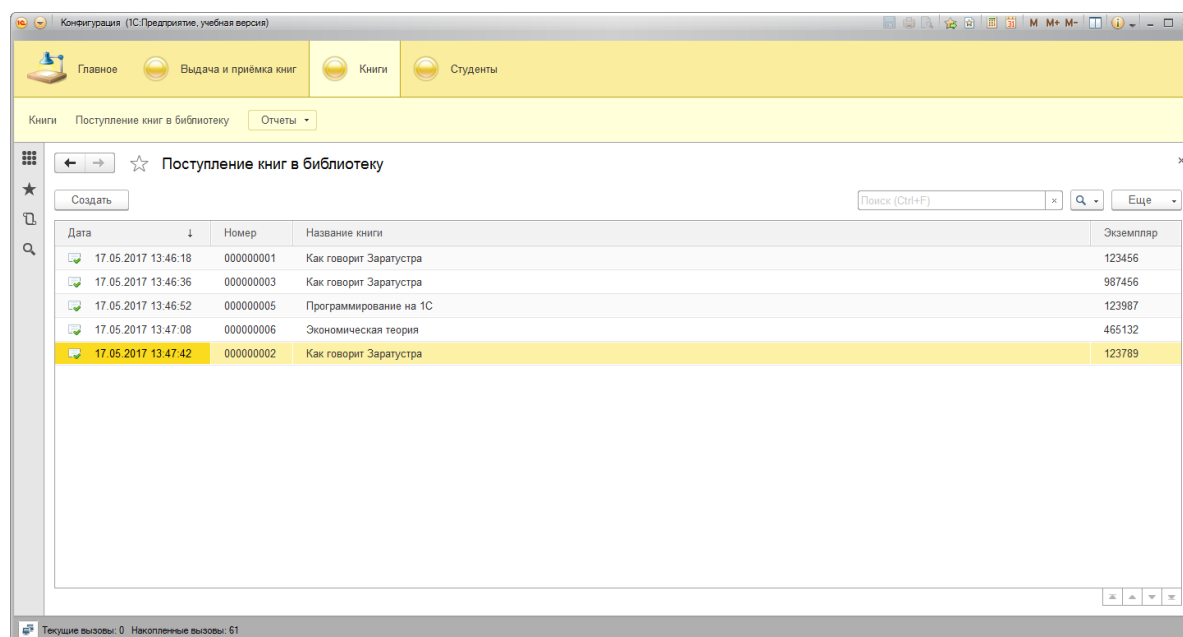 Конфигурация (1С:Предприятие, учебная версия) M M+ M-
Главное Выдача и приёмка книг Книги Студенты
Книги Поступление книг в библиотеку Отчеты
Поступление книг в библиотеку
Создать Поиск (Ctrl+F) × Еще
Дата ↓ Номер Название книги Экземпляр
17.05.2017 13:46:18 000000001 Как говорит Заратустра 123456
17.05.2017 13:46:36 000000003 Как говорит Заратустра 987456
17.05.2017 13:46:52 000000005 Программирование на 1С 123987
17.05.2017 13:47:08 000000006 Экономическая теория 465132
17.05.2017 13:47:42 000000002 Как говорит Заратустра 123789
Текущие вызовы: 0 Накопленные вызовы: 61